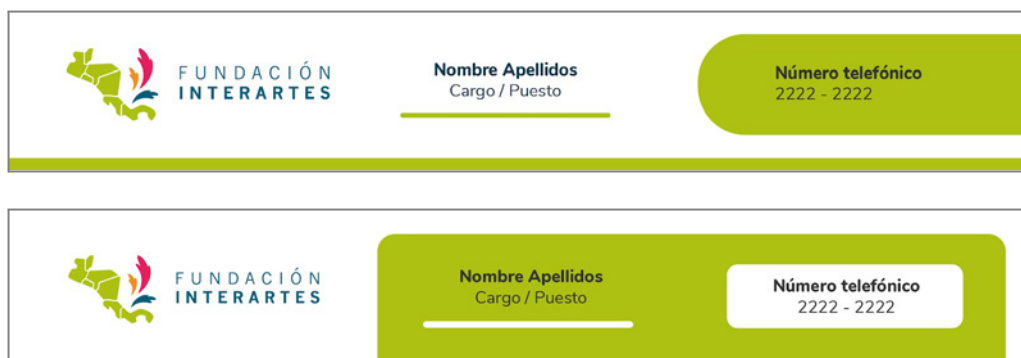 FUNDACIÓN
INTERARTES
Nombre Apellidos
Cargo / Puesto
Número telefónico
2222 - 2222
FUNDACIÓN
INTERARTES
Nombre Apellidos
Cargo / Puesto
Número telefónico
2222 - 2222